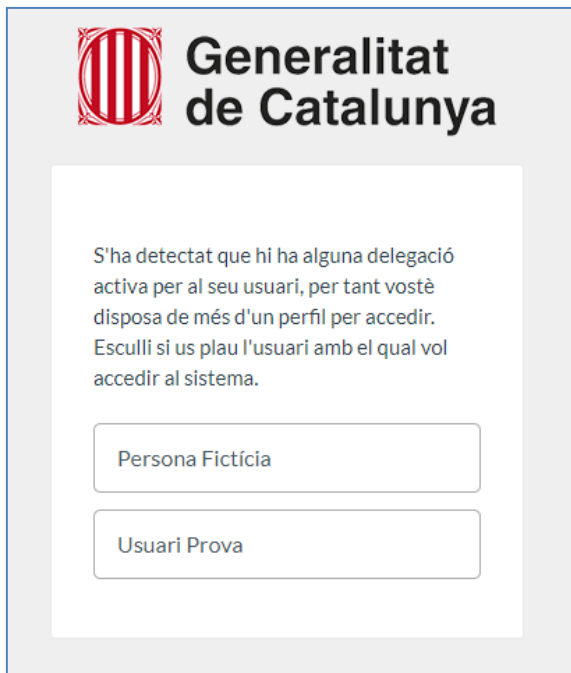 Generalitat
de Catalunya
S'ha detectat que hi ha alguna delegació
activa per al seu usuari, per tant vostè
disposa de més d'un perfil per accedir.
Esculli si us plau l'usuari amb el qual vol
accedir al sistema.
Persona Fictícia
Usuari Prova